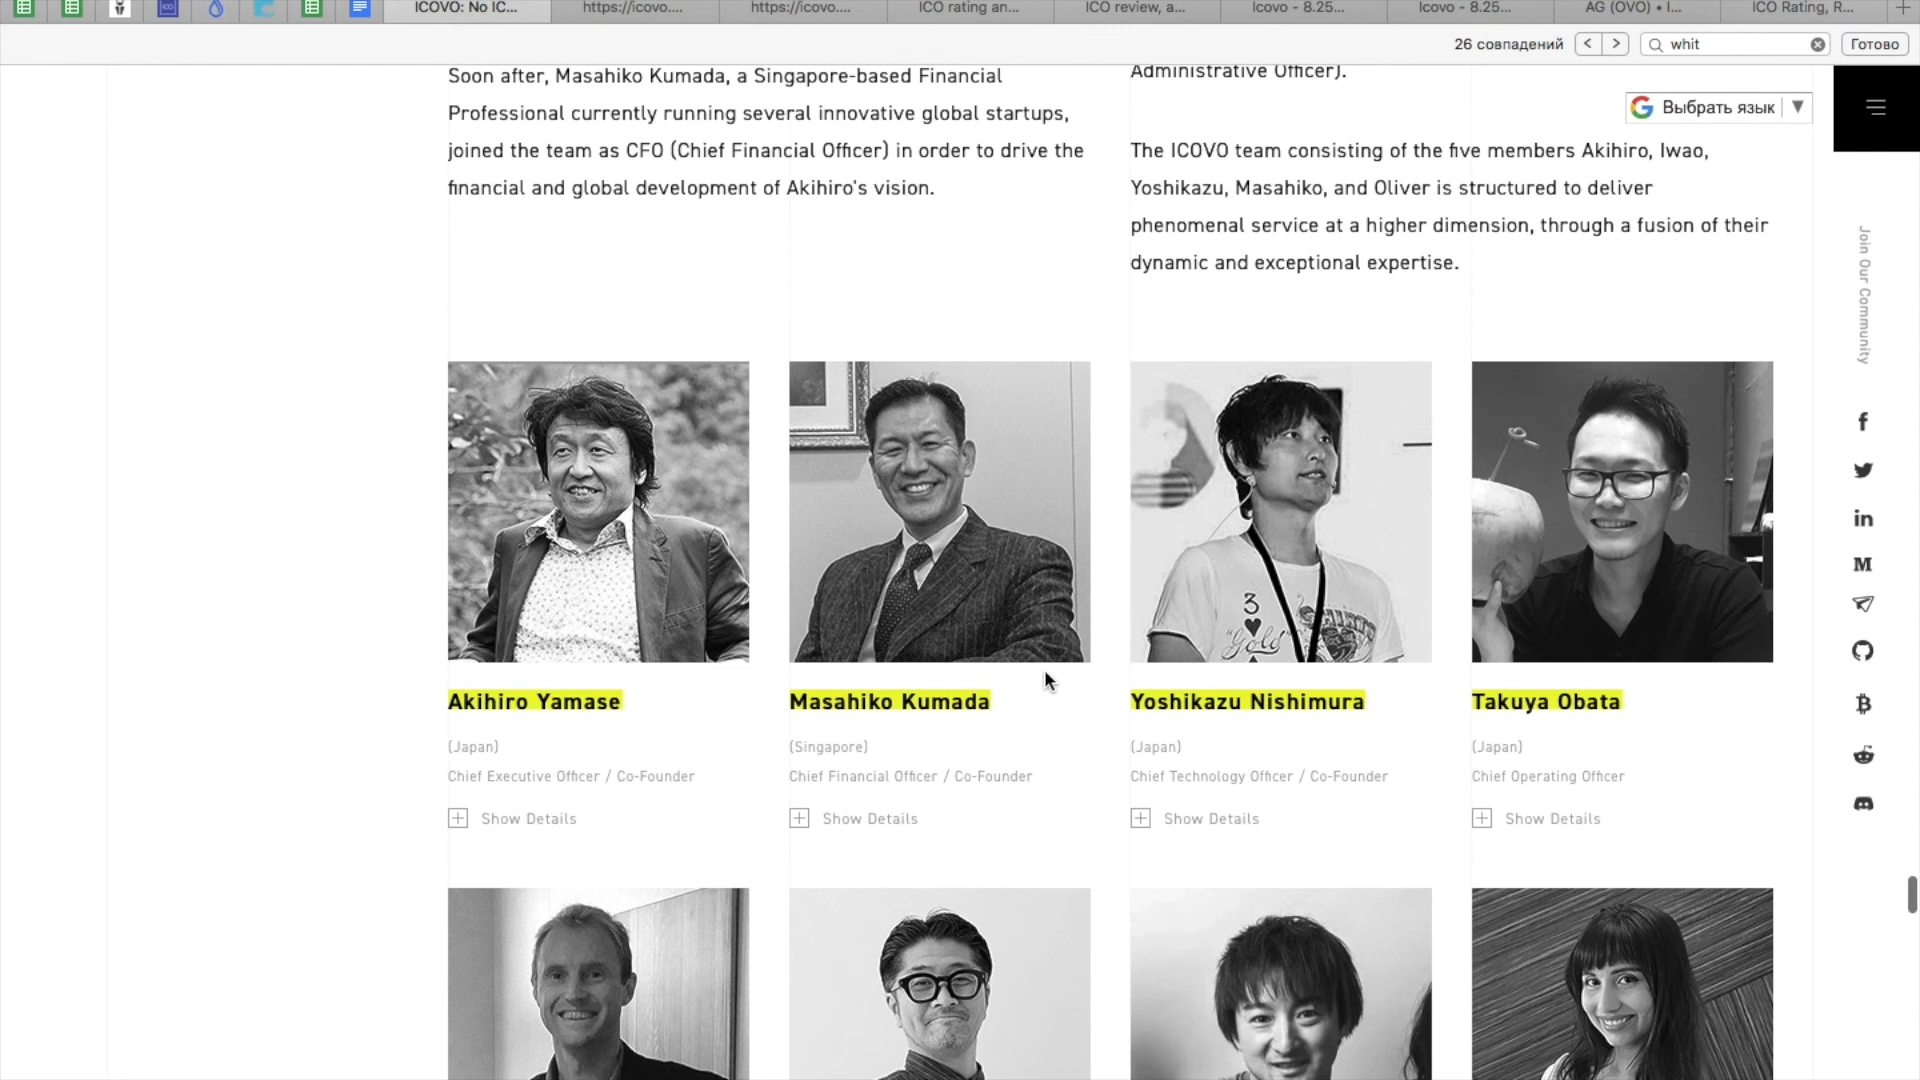 ICOVO: No IC...
https://icovo....
https://icovo....
ICO rating an...
ICO review, a...
Icovo - 8.25...
Icovo - 8.25...
AG (OVO) • I...
ICO Rating, R...
26 совпадений
whit
Готово
Выбрать язык
Soon after, Masahiko Kumada, a Singapore-based Financial
Professional currently running several innovative global startups,
joined the team as CFO (Chief Financial Officer) in order to drive the
financial and global development of Akihiro's vision.
Administrative Officer).
The ICOVO team consisting of the five members Akihiro, Iwao,
Yoshikazu, Masahiko, and Oliver is structured to deliver
phenomenal service at a higher dimension, through a fusion of their
dynamic and exceptional expertise.
Join Our Community
3
"Gold"
Akihiro Yamase
(Japan)
Chief Executive Officer / Co-Founder
Show Details
Masahiko Kumada
(Singapore)
Chief Financial Officer / Co-Founder
Show Details
Yoshikazu Nishimura
(Japan)
Chief Technology Officer / Co-Founder
Show Details
Takuya Obata
(Japan)
Chief Operating Officer
Show Details